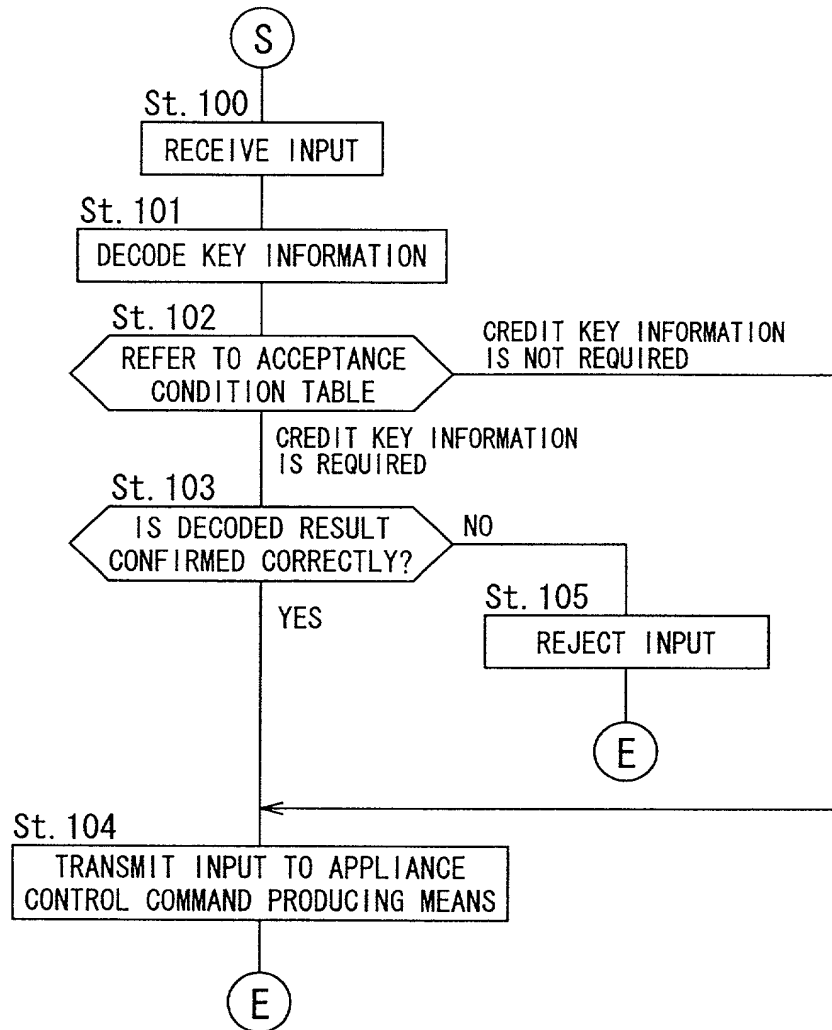 S
St. 100
RECEIVE INPUT
St. 101
DECODE KEY INFORMATION
St. 102
REFER TO ACCEPTANCE
CONDITION TABLE
CREDIT KEY INFORMATION
IS NOT REQUIRED
CREDIT KEY INFORMATION
IS REQUIRED
St. 103
IS DECODED RESULT
CONFIRMED CORRECTLY?
NO
YES
St. 105
REJECT INPUT
E
St. 104
TRANSMIT INPUT TO APPLIANCE
CONTROL COMMAND PRODUCING MEANS
E